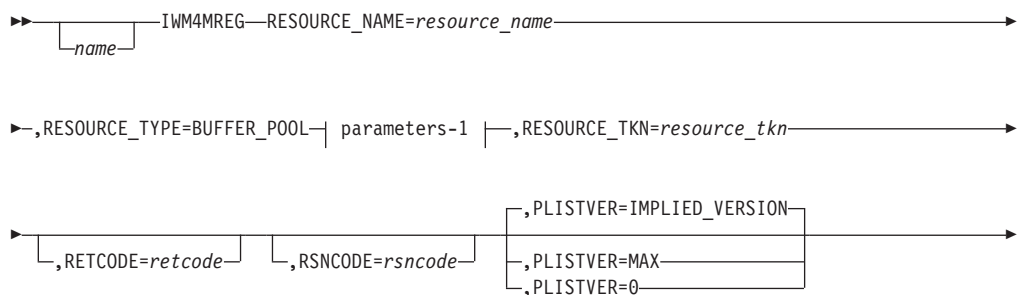 IWM4MREG RESOURCE_NAME=resource_name
name
,RESOURCE_TYPE=BUFFER_POOL parameters-1 ,RESOURCE_TKN=resource_tkn
,PLISTVER=IMPLIED_VERSION
,RETCODE=retcode ,RSNCODE=rsncode ,PLISTVER=MAX
,PLISTVER=0